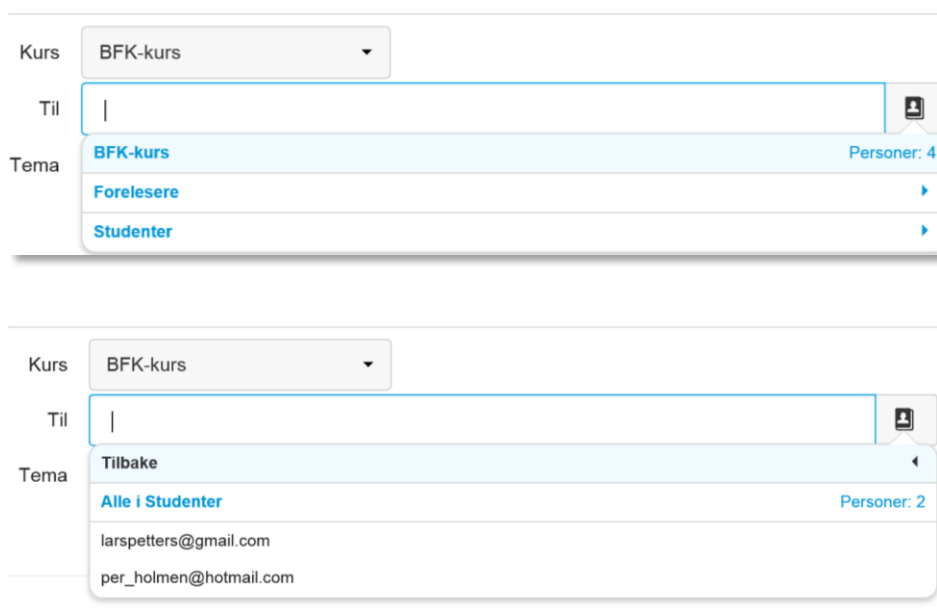 Kurs BFK-kurs
Til
BFK-kurs Personer: 4
Tema
Forelesere
Studenter
Kurs BFK-kurs
Til
Tilbake
Tema
Alle i Studenter Personer: 2
larspetters@gmail.com
per_holmen@hotmail.com